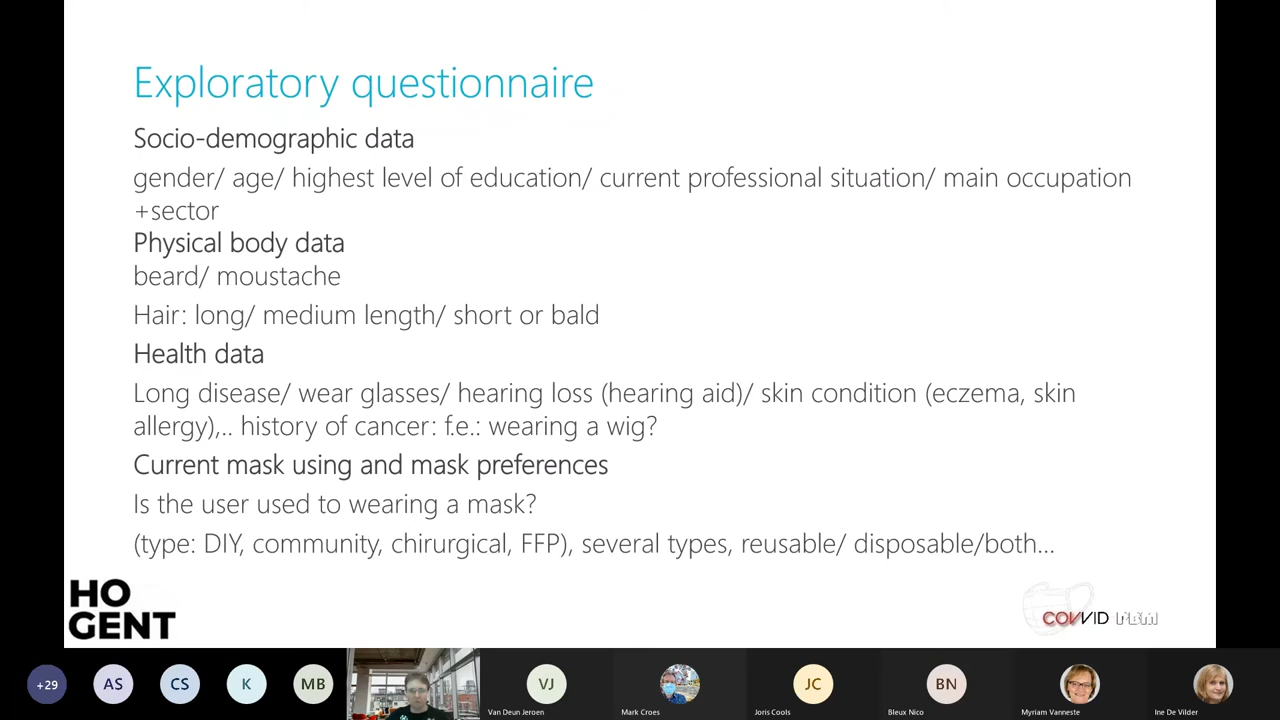 Exploratory questionnaire
Socio-demographic data
gender/ age/ highest level of education/ current professional situation/ main occupation
+sector
Physical body data
beard/ moustache
Hair: long/ medium length/ short or bald
Health data
Long disease/ wear glasses/ hearing loss (hearing aid)/ skin condition (eczema, skin
allergy),.. history of cancer: f.e.: wearing a wig?
Current mask using and mask preferences
Is the user used to wearing a mask?
(type: DIY, community, chirurgical, FFP), several types, reusable/ disposable/both…
HO
GENT
COVVID PBM
+29
AS
CS
K
MB
VJ
JC
BN
Van Deun Jeroen
Mark Croes
Joris Cools
Bleux Nico
Myriam Vanneste
Ine De Vilder